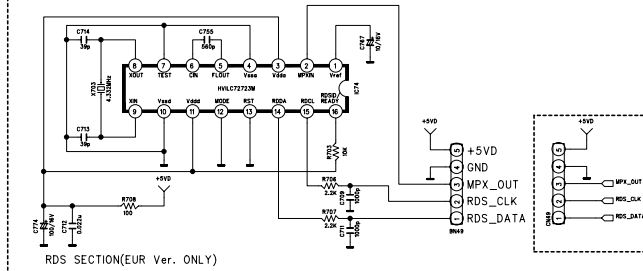 C714
39p
C755
560p
C767
10/16V
8 7 6 5 4 3 2 1
XOUT TEST CIN FLOUT Vssa Vdda MPXIN Vref
X703
4.332MHz
HVILC72723M
IC74
RDSID/
READY
XIN Vssd Vddd MODE RST RDDA RDCL
9 10 11 12 13 14 15 16
C713
39p
R703
10K
+5VD
R708
100
C774
100/16V
C712
0.022u
R706
2.2K
C709
1000p
R707
2.2K
C711
1000p
+5VD
5 +5VD
4 GND
3 MPX_OUT
2 RDS_CLK
1 RDS_DATA
BN49
+5VD
5
4
3 MPX_OUT
2 RDS_CLK
1 RDS_DATA
CN49
RDS SECTION(EUR Ver. ONLY)